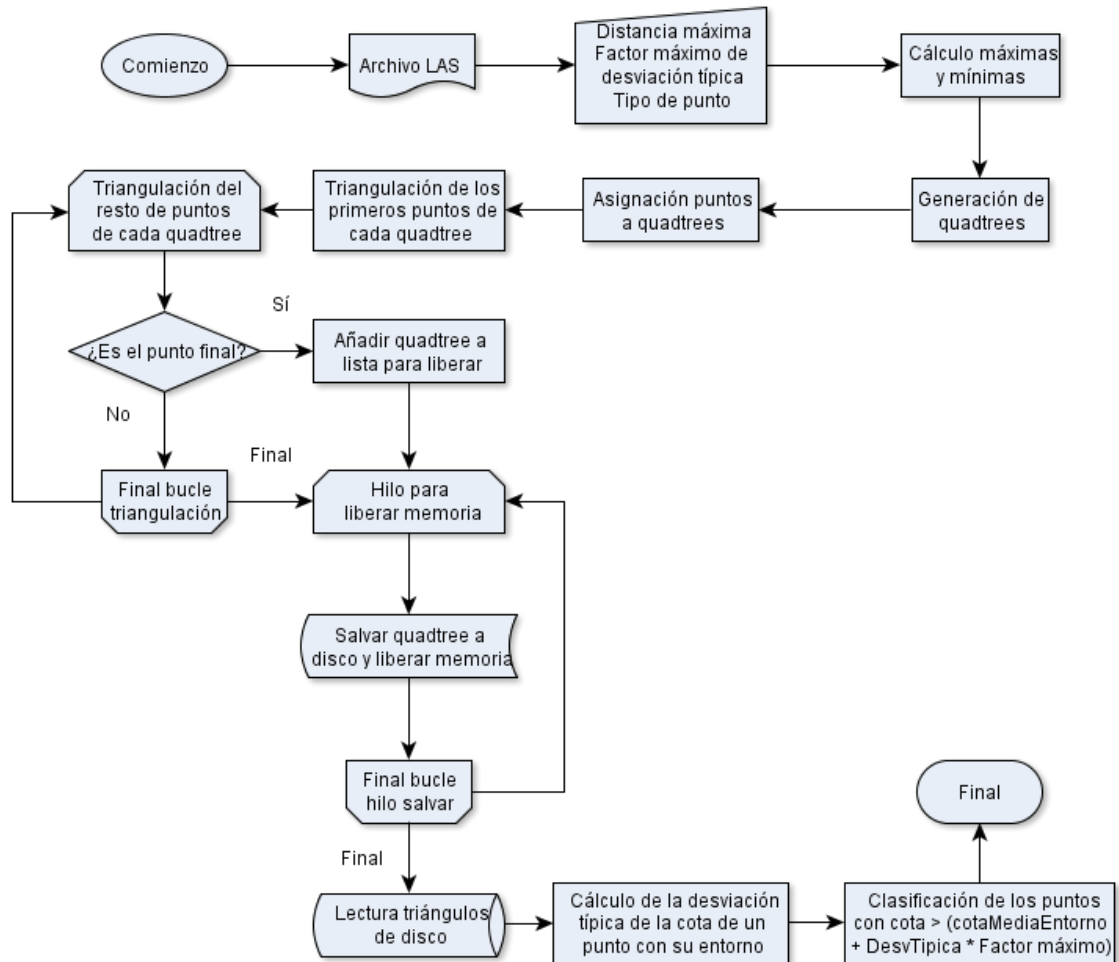 Comienzo
Archivo LAS
Distancia máxima
Factor máximo de
desviación típica
Tipo de punto
Cálculo máximas
y mínimas
Triangulación del
resto de puntos
de cada quadtree
Triangulación de los
primeros puntos de
cada quadtree
Asignación puntos
a quadtrees
Generación de
quadtrees
Sí
¿Es el punto final?
Añadir quadtree a
lista para liberar
No
Final
Final bucle
triangulación
Hilo para
liberar memoria
Salvar quadtree a
disco y liberar memoria
Final bucle
hilo salvar
Final
Final
Lectura triángulos
de disco
Cálculo de la desviación
típica de la cota de un
punto con su entorno
Clasificación de los puntos
con cota > (cotaMediaEntorno
+ DesvTipica * Factor máximo)